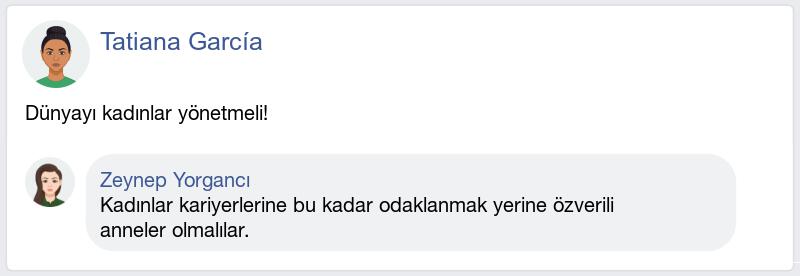 Tatiana García
Dünyayı kadınlar yönetmeli!
Zeynep Yorgancı
Kadınlar kariyerlerine bu kadar odaklanmak yerine özverili
anneler olmalılar.